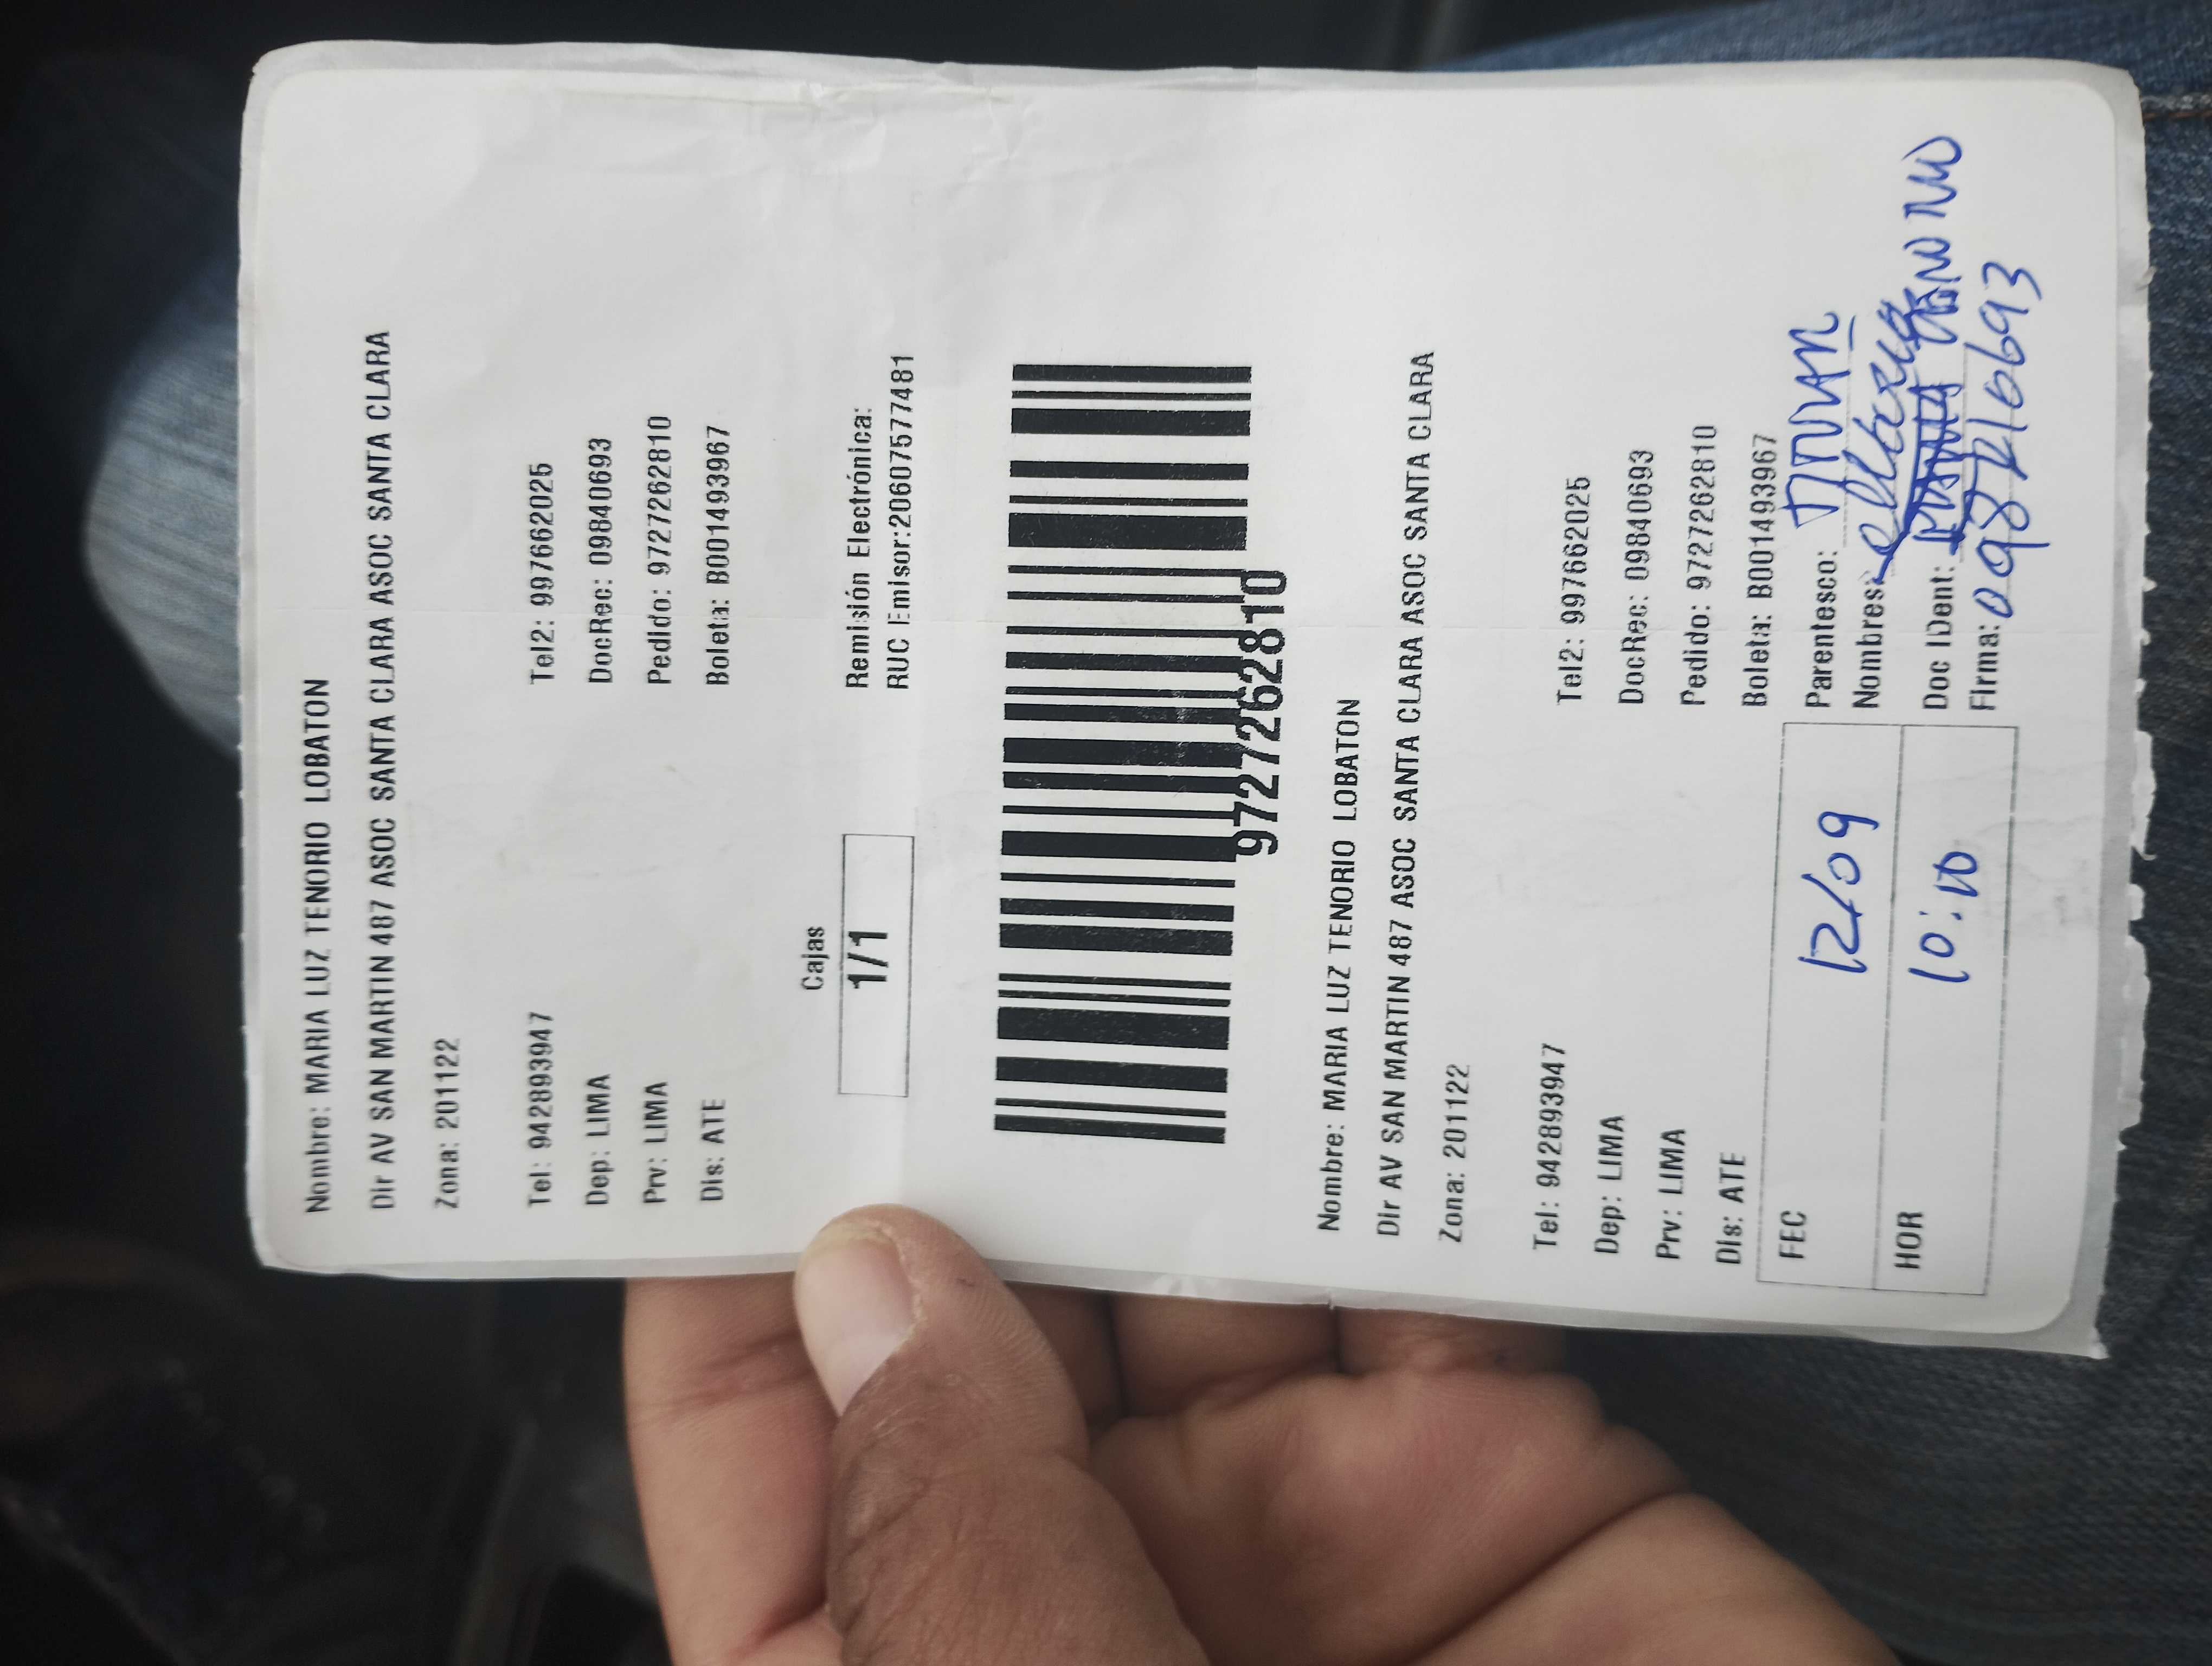 Nombre: MARIA LUZ TENORIO LOBATON
Dir AV SAN MARTIN 487 ASOC SANTA CLARA ASOC SANTA CLARA
Zona: 201122
Tel: 942893947 Tel2: 997662025
Dep: LIMA DocRec: 09840693
Prv: LIMA Pedido: 9727262810
Dis: ATE Boleta: B001493967
Cajas
1/1
Remisión Electrónica:
RUC Emisor:20607577481
9727262810
Nombre: MARIA LUZ TENORIO LOBATON
Dir AV SAN MARTIN 487 ASOC SANTA CLARA ASOC SANTA CLARA
Zona: 201122
Tel: 942893947 Tel2: 997662025
Dep: LIMA DocRec: 09840693
Prv: LIMA Pedido: 9727262810
Dis: ATE Boleta: B001493967
FEC 12/09 Parentesco:
Nombres:
HOR 10:10 Doc IDent:
Firma: